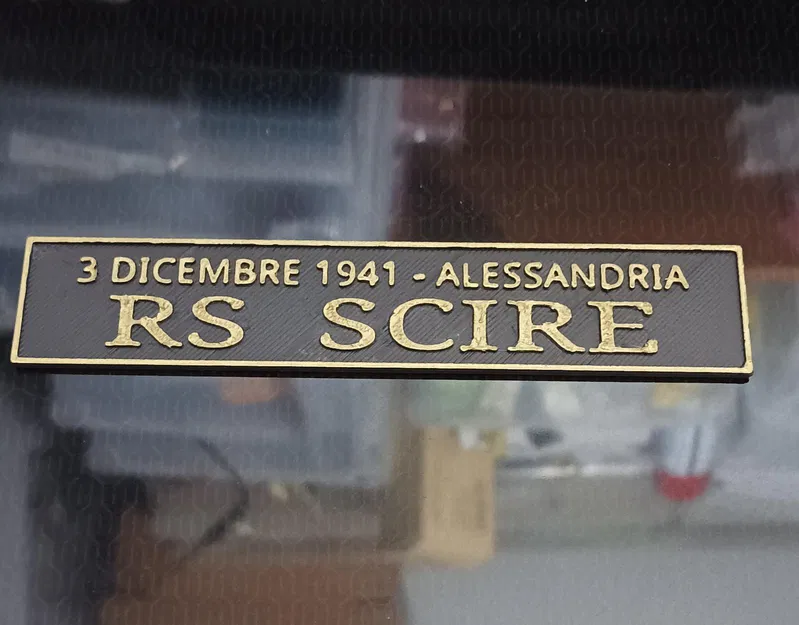 3 DICEMBRE 1941 - ALESSANDRIA
RS SCIRE